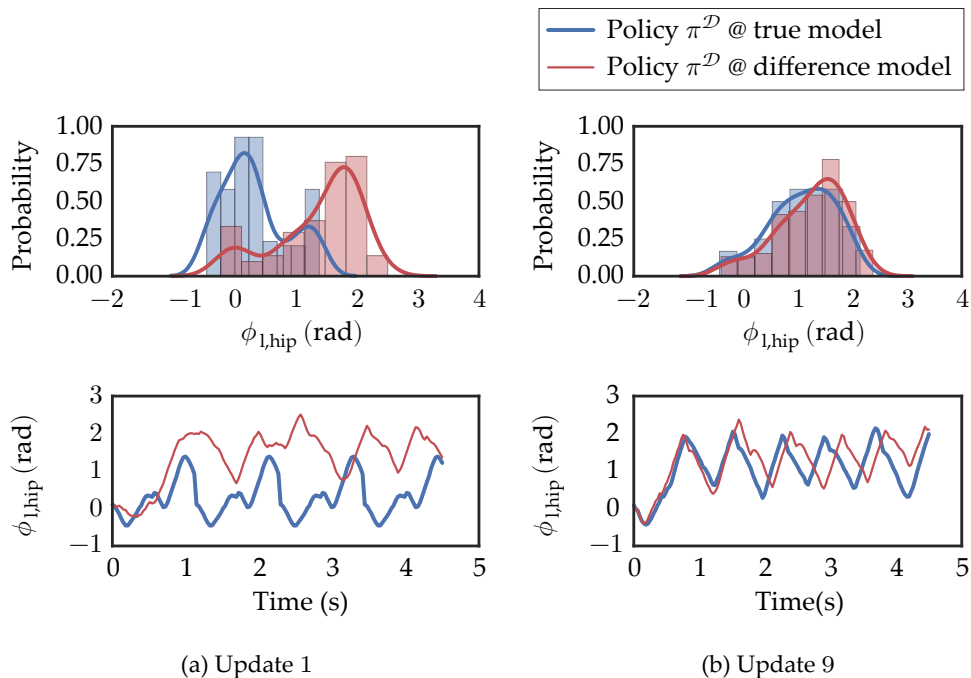 Policy π^𝒟 @ true model
Policy π^𝒟 @ difference model
Probability
1.00
0.75
0.50
0.25
0.00
−2 −1 0 1 2 3 4
ϕ_l,hip (rad)
Probability
1.00
0.75
0.50
0.25
0.00
−2 −1 0 1 2 3 4
ϕ_l,hip (rad)
ϕ_l,hip (rad)
3
2
1
0
−1
0 1 2 3 4 5
Time (s)
ϕ_l,hip (rad)
3
2
1
0
−1
0 1 2 3 4 5
Time(s)
(a) Update 1
(b) Update 9